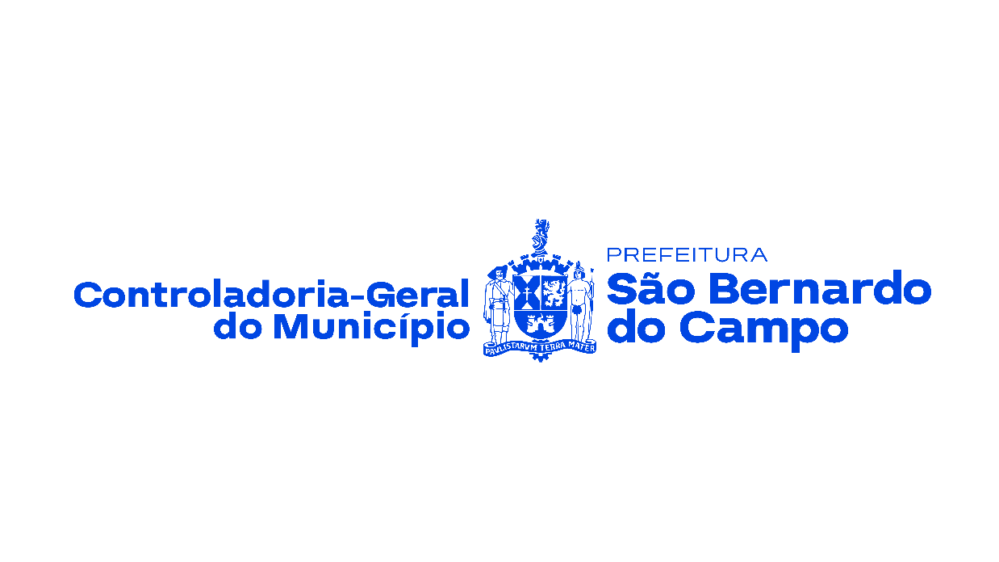 Controladoria-Geral
do Município
PAVLISTARVM TERRA MATER
PREFEITURA
São Bernardo
do Campo